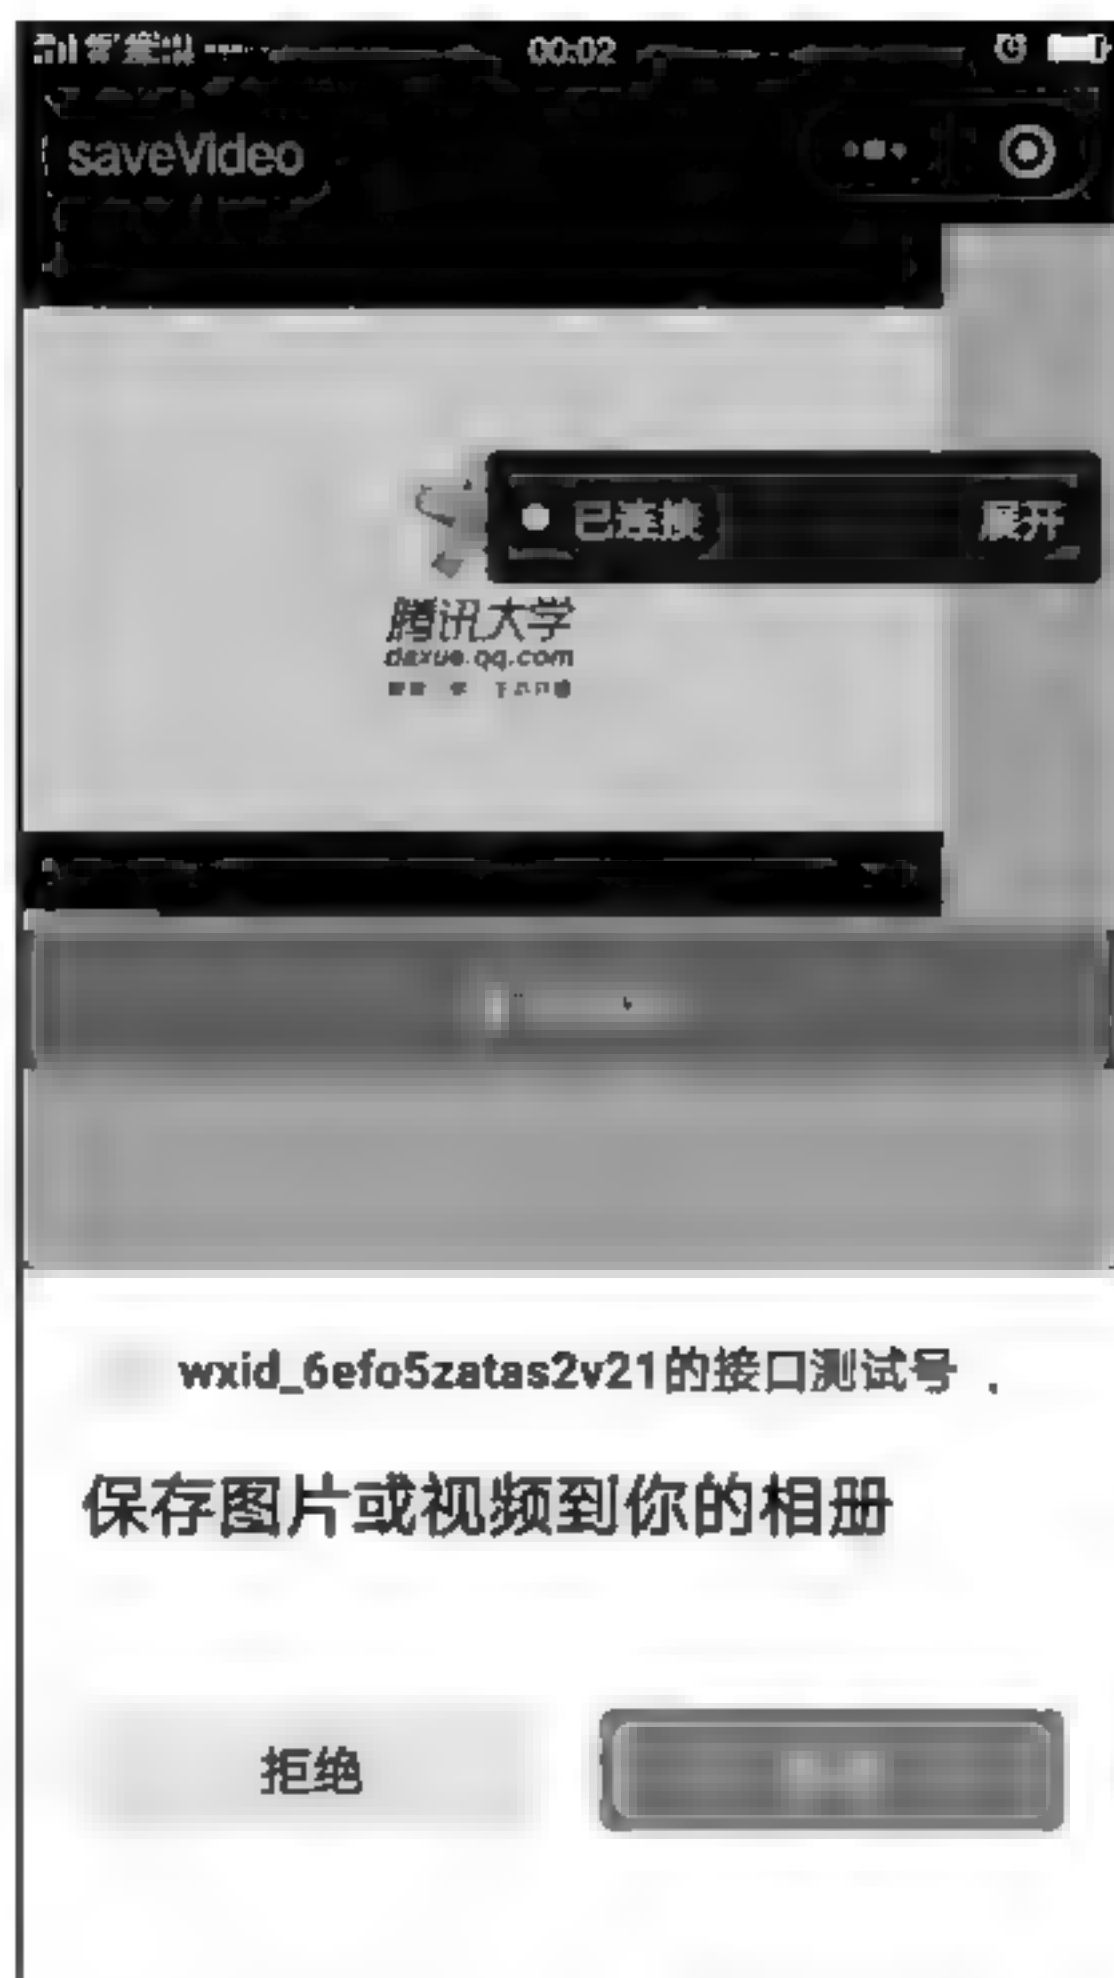 00:02
saveVideo
已连接 展开
腾讯大学
daxue.qq.com
wxid_6efo5zatas2v21的接口测试号
保存图片或视频到你的相册
拒绝